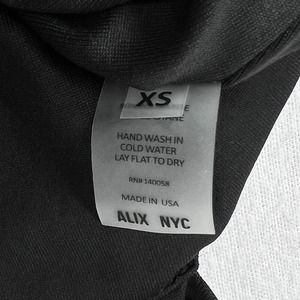 XS
HAND WASH IN
COLD WATER
LAY FLAT TO DRY
RN# 140058
MADE IN USA
ALIX NYC